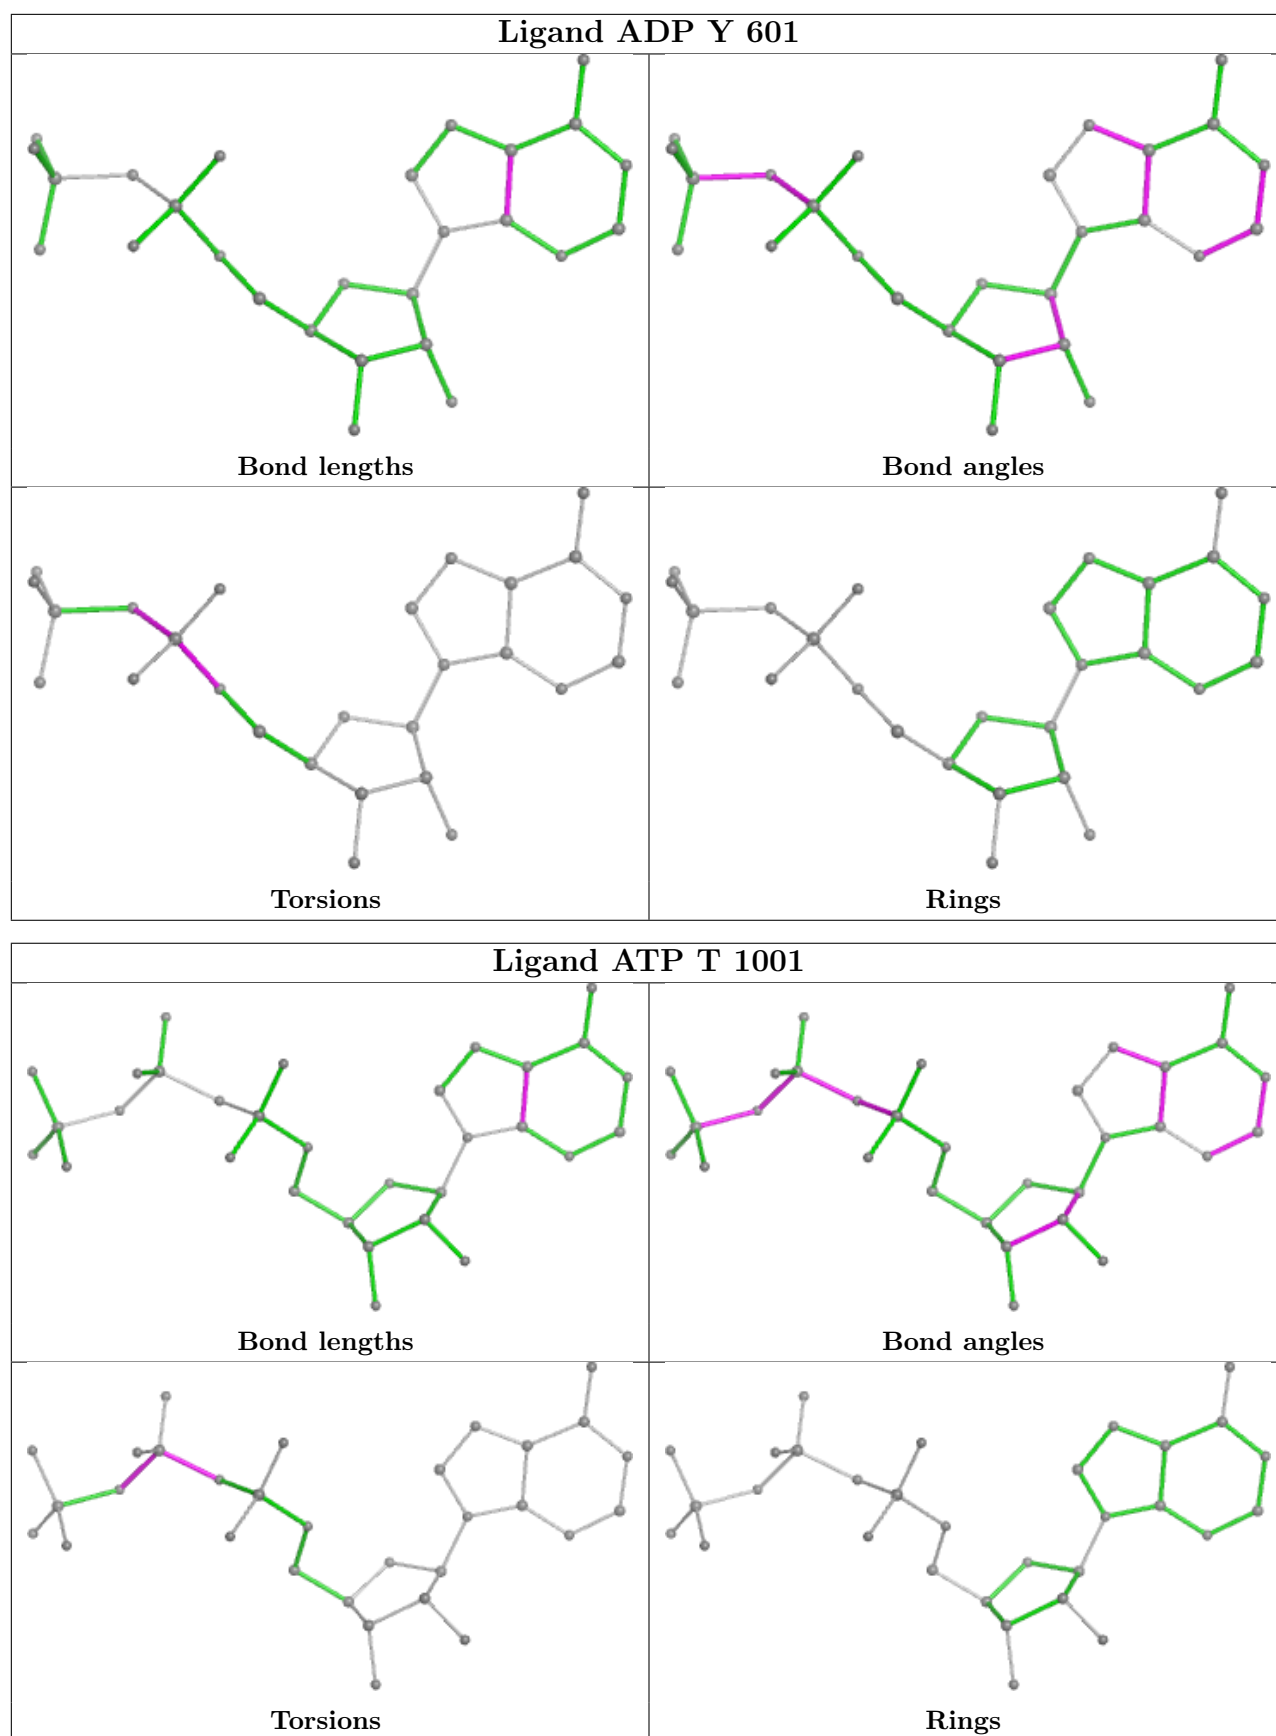 Ligand ADP Y 601
Bond lengths
Bond angles
Torsions
Rings
Ligand ATP T 1001
Bond lengths
Bond angles
Torsions
Rings